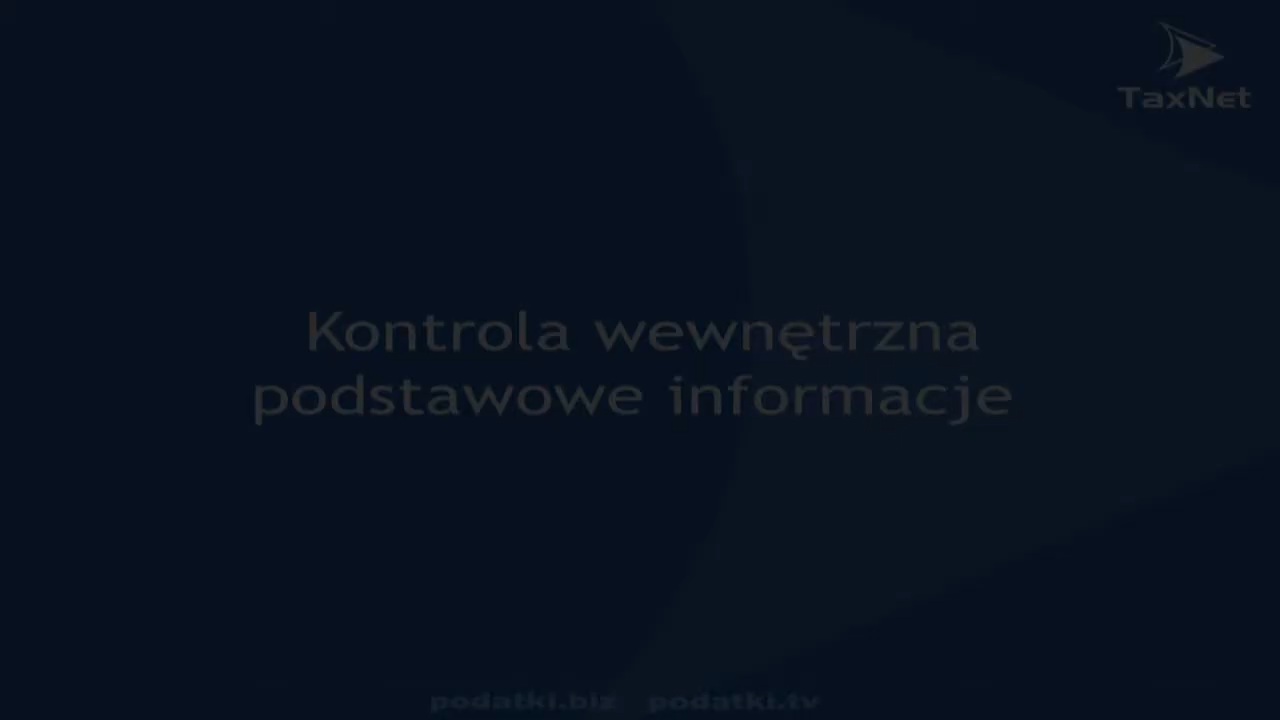 TaxNet
Kontrola wewnętrzna
podstawowe informacje
podatki.biz podatki.tv